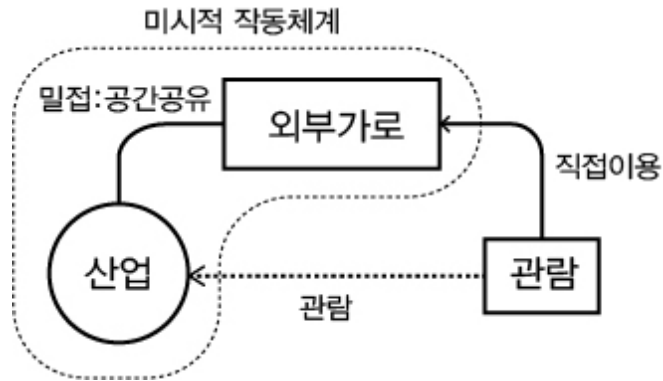 미시적 작동체계
밀접:공간공유
외부가로
직접이용
산업
관람
관람